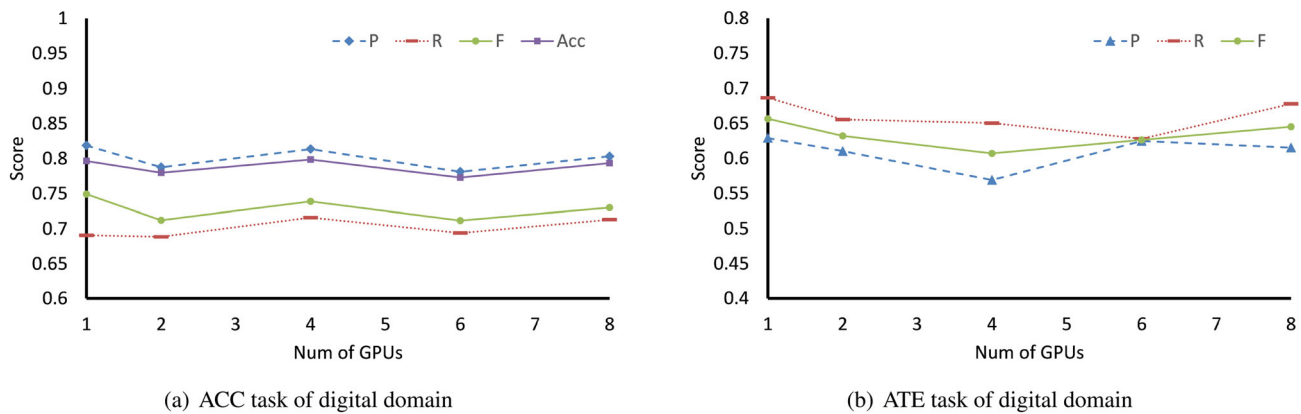 1
0.95
0.9
0.85
0.8
0.75
0.7
0.65
0.6
Score
P R F Acc
1 2 3 4 5 6 7 8
Num of GPUs
(a) ACC task of digital domain
0.8
0.75
0.7
0.65
0.6
0.55
0.5
0.45
0.4
Score
P R F
1 2 3 4 5 6 7 8
Num of GPUs
(b) ATE task of digital domain